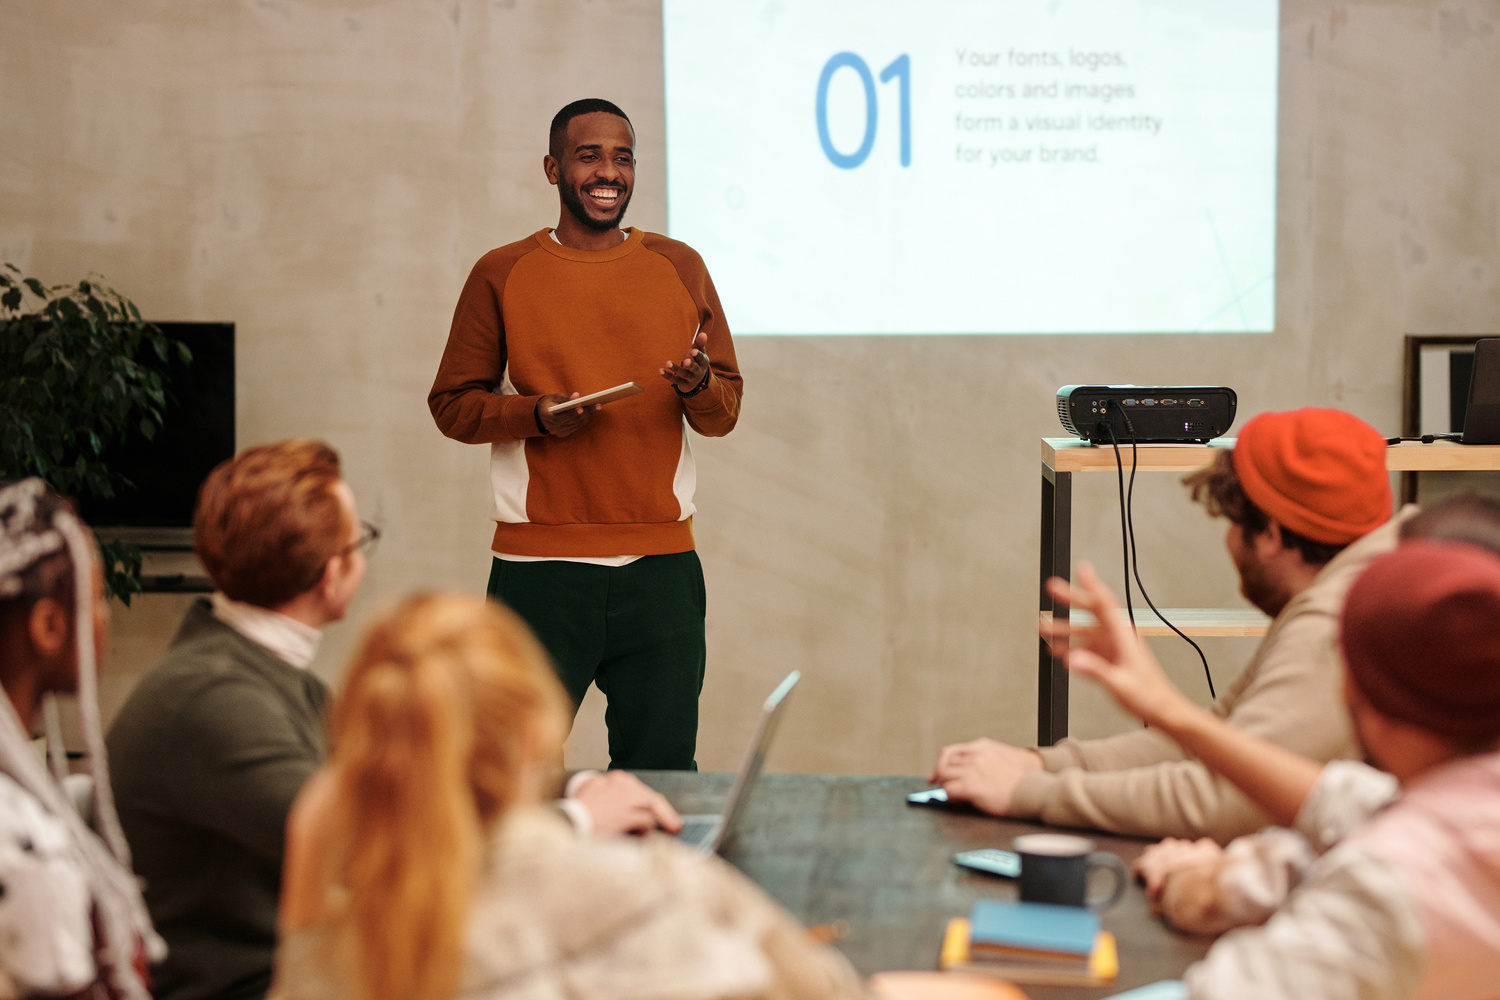 01
Your fonts, logos,
colors and images
form a visual identity
for your brand.